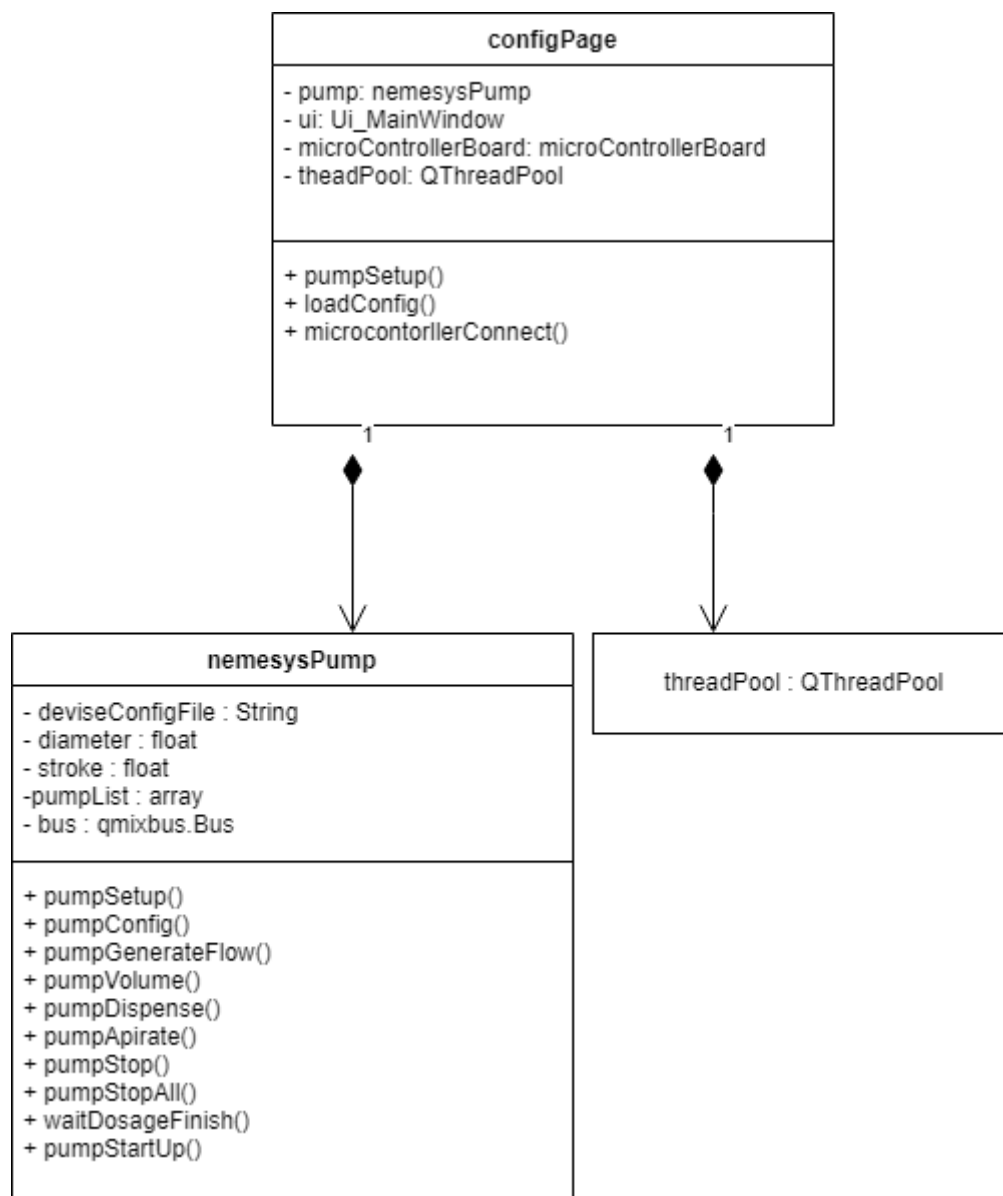 configPage
- pump: nemesysPump
- ui: Ui_MainWindow
- microControllerBoard: microControllerBoard
- theadPool: QThreadPool
+ pumpSetup()
+ loadConfig()
+ microcontorllerConnect()
1
1
nemesysPump
- deviseConfigFile : String
- diameter : float
- stroke : float
-pumpList : array
- bus : qmixbus.Bus
+ pumpSetup()
+ pumpConfig()
+ pumpGenerateFlow()
+ pumpVolume()
+ pumpDispense()
+ pumpApirate()
+ pumpStop()
+ pumpStopAll()
+ waitDosageFinish()
+ pumpStartUp()
threadPool : QThreadPool